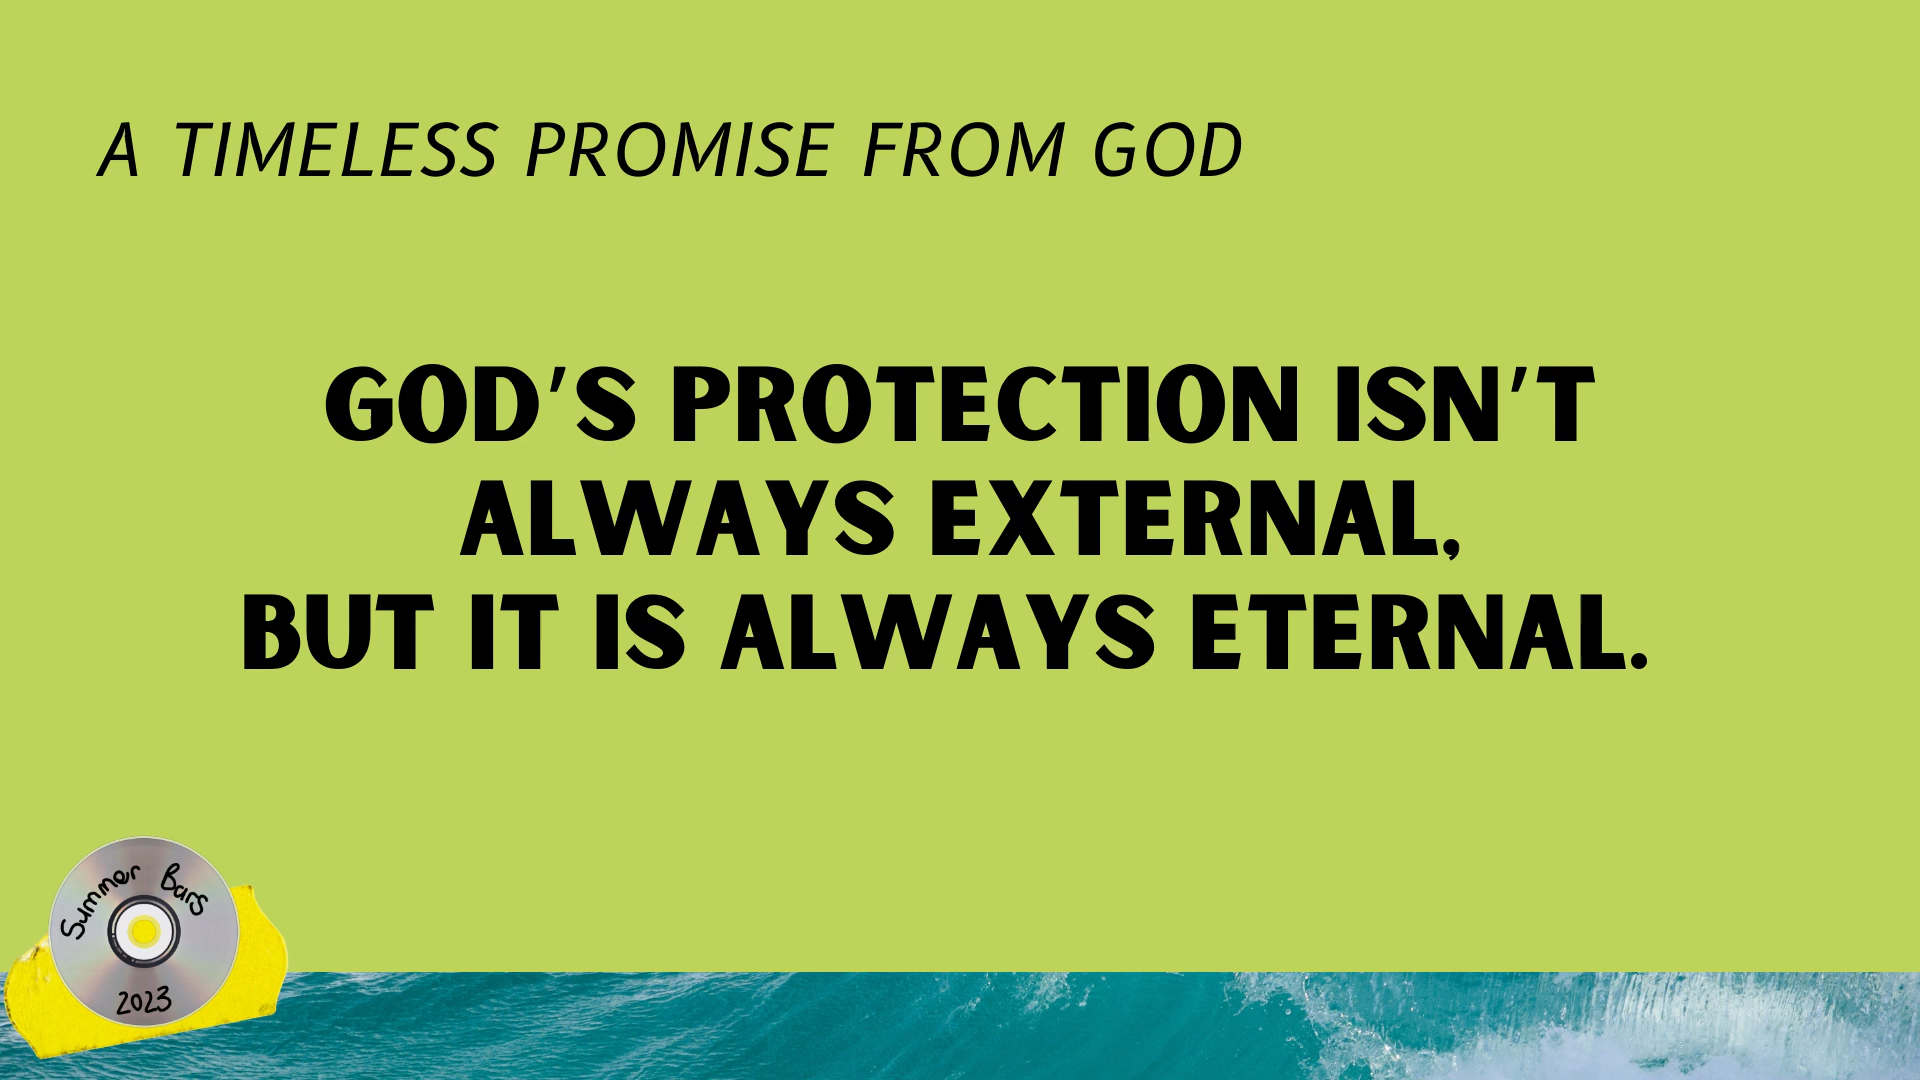 A TIMELESS PROMISE FROM GOD
GOD'S PROTECTION ISN'T
ALWAYS EXTERNAL,
BUT IT IS ALWAYS ETERNAL.
Summer Bars
2023